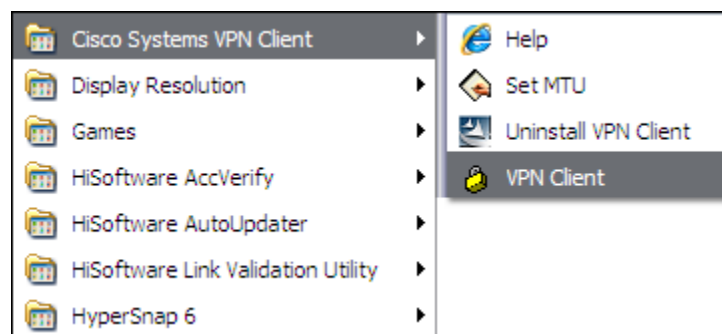 Cisco Systems VPN Client
Display Resolution
Games
HiSoftware AccVerify
HiSoftware AutoUpdater
HiSoftware Link Validation Utility
HyperSnap 6
Help
Set MTU
Uninstall VPN Client
VPN Client